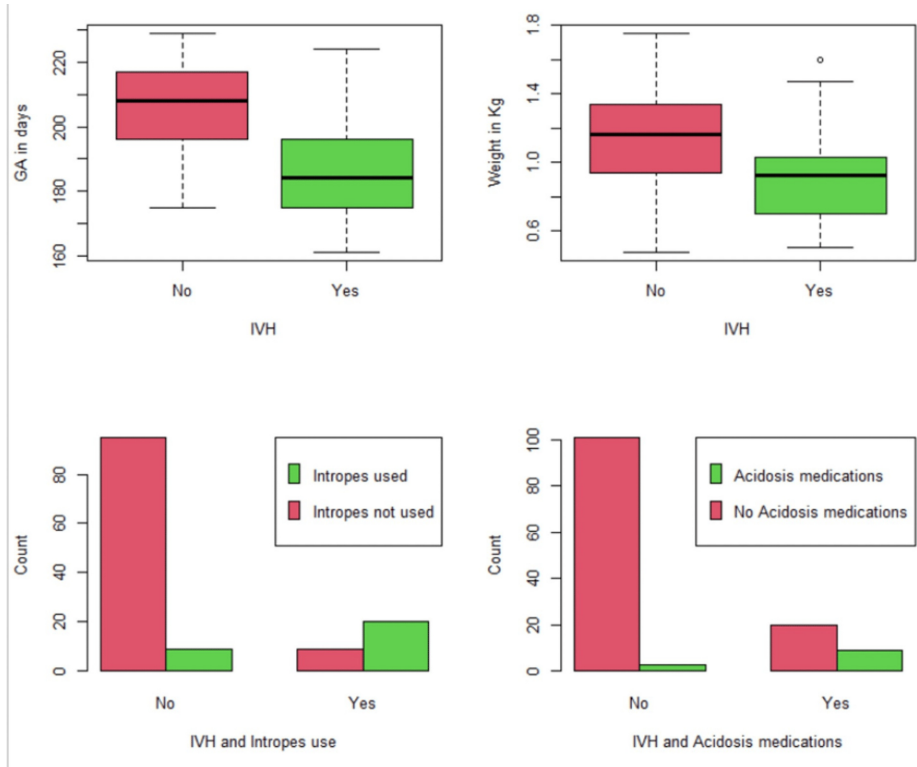 GA in days
220
200
180
160
No Yes
IVH
Weight in Kg
1.8
1.4
1.0
0.6
No Yes
IVH
Count
80
60
40
20
0
Intropes used
Intropes not used
No Yes
IVH and Intropes use
Count
100
80
60
40
20
0
Acidosis medications
No Acidosis medications
No Yes
IVH and Acidosis medications